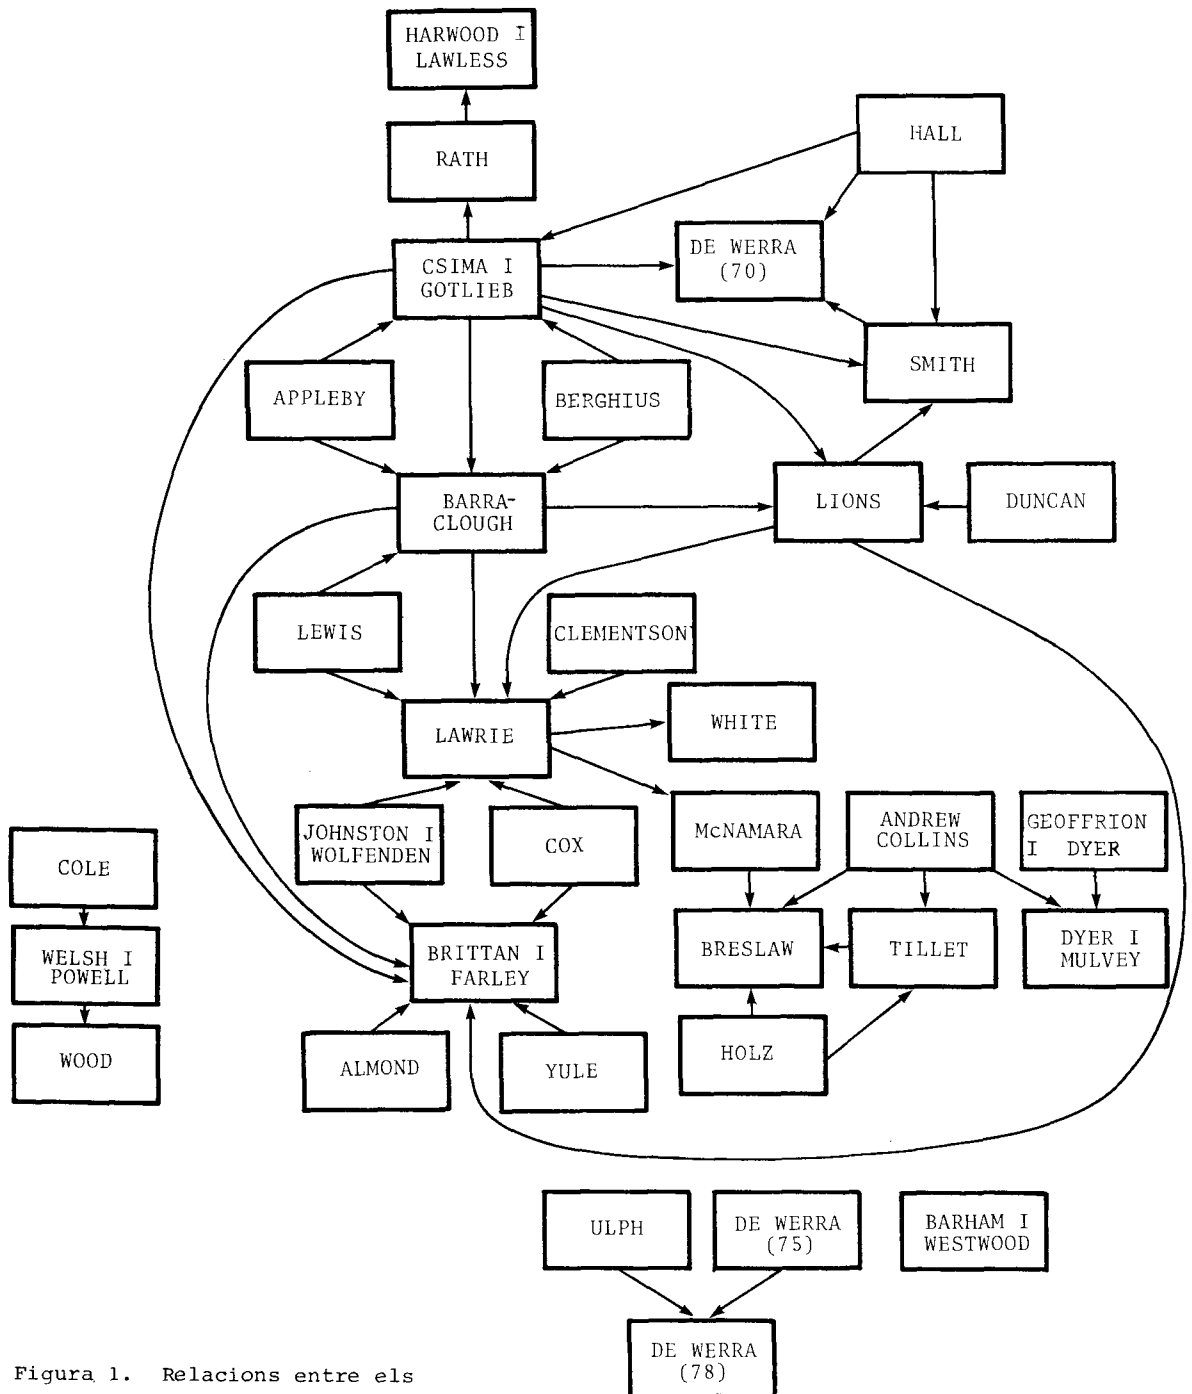 HARWOOD I
LAWLESS
HALL
RATH
DE WERRA
(70)
CSIMA I
GOTLIEB
SMITH
APPLEBY
BERGHIUS
BARRA-
CLOUGH
LIONS
DUNCAN
LEWIS
CLEMENTSON
WHITE
LAWRIE
JOHNSTON I
WOLFENDEN
COX
McNAMARA
ANDREW
COLLINS
GEOFFRION
I DYER
COLE
WELSH I
POWELL
WOOD
BRITTAN I
FARLEY
BRESLAW
TILLET
DYER I
MULVEY
ALMOND
YULE
HOLZ
ULPH
DE WERRA
(75)
BARHAM I
WESTWOOD
DE WERRA
(78)
Figura 1. Relacions entre els